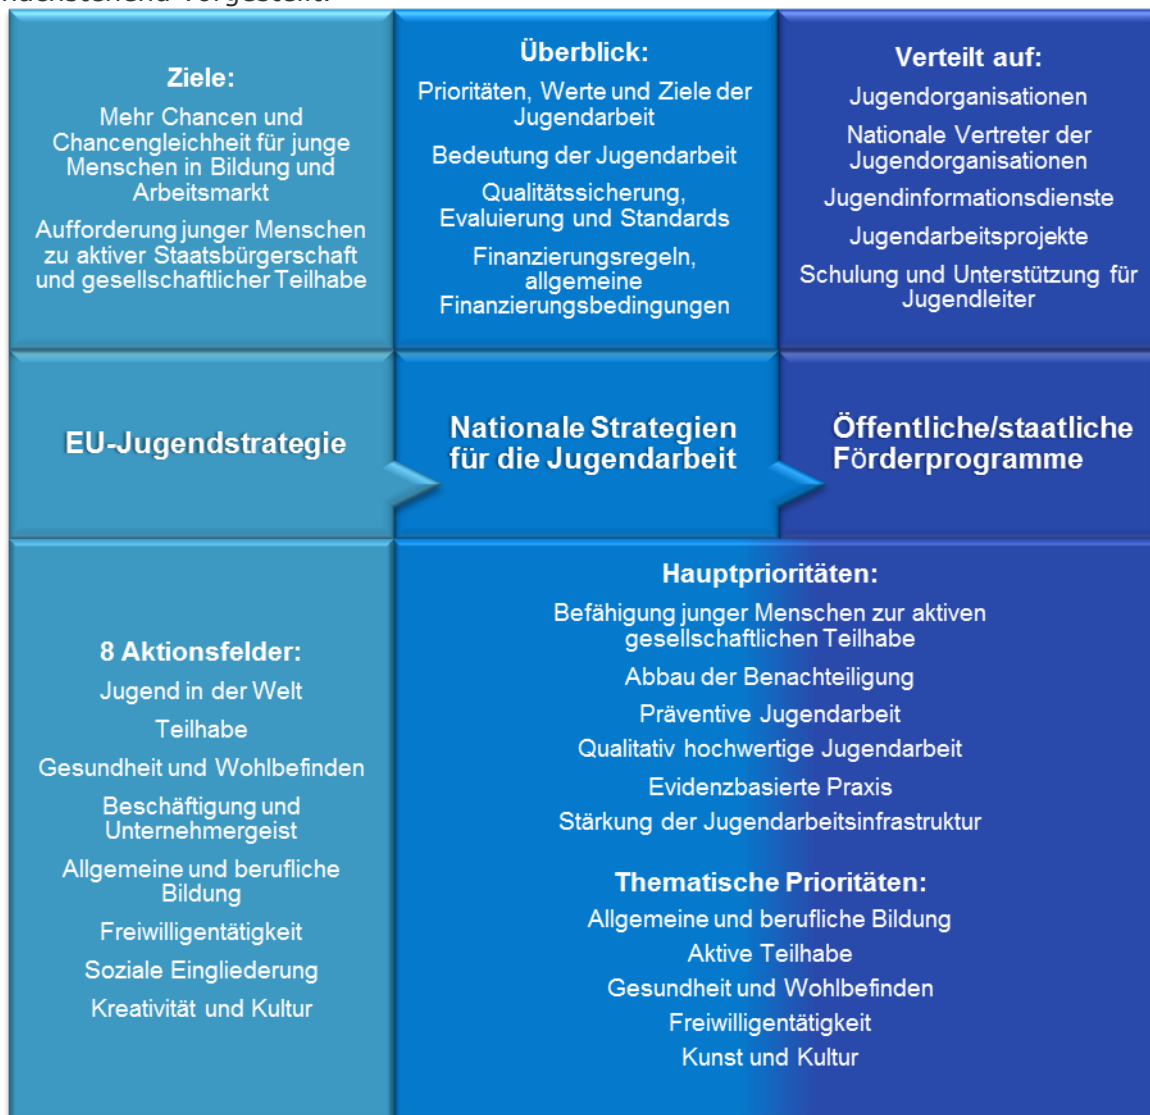 nachstehend vorgestellt.
Ziele:
Mehr Chancen und
Chancengleichheit für junge
Menschen in Bildung und
Arbeitsmarkt
Aufforderung junger Menschen
zu aktiver Staatsbürgerschaft
und gesellschaftlicher Teilhabe
Überblick:
Prioritäten, Werte und Ziele der
Jugendarbeit
Bedeutung der Jugendarbeit
Qualitätssicherung,
Evaluierung und Standards
Finanzierungsregeln,
allgemeine
Finanzierungsbedingungen
Verteilt auf:
Jugendorganisationen
Nationale Vertreter der
Jugendorganisationen
Jugendinformationsdienste
Jugendarbeitsprojekte
Schulung und Unterstützung für
Jugendleiter
EU-Jugendstrategie
Nationale Strategien
für die Jugendarbeit
Öffentliche/staatliche
Förderprogramme
8 Aktionsfelder:
Jugend in der Welt
Teilhabe
Gesundheit und Wohlbefinden
Beschäftigung und
Unternehmergeist
Allgemeine und berufliche
Bildung
Freiwilligentätigkeit
Soziale Eingliederung
Kreativität und Kultur
Hauptprioritäten:
Befähigung junger Menschen zur aktiven
gesellschaftlichen Teilhabe
Abbau der Benachteiligung
Präventive Jugendarbeit
Qualitativ hochwertige Jugendarbeit
Evidenzbasierte Praxis
Stärkung der Jugendarbeitsinfrastruktur
Thematische Prioritäten:
Allgemeine und berufliche Bildung
Aktive Teilhabe
Gesundheit und Wohlbefinden
Freiwilligentätigkeit
Kunst und Kultur